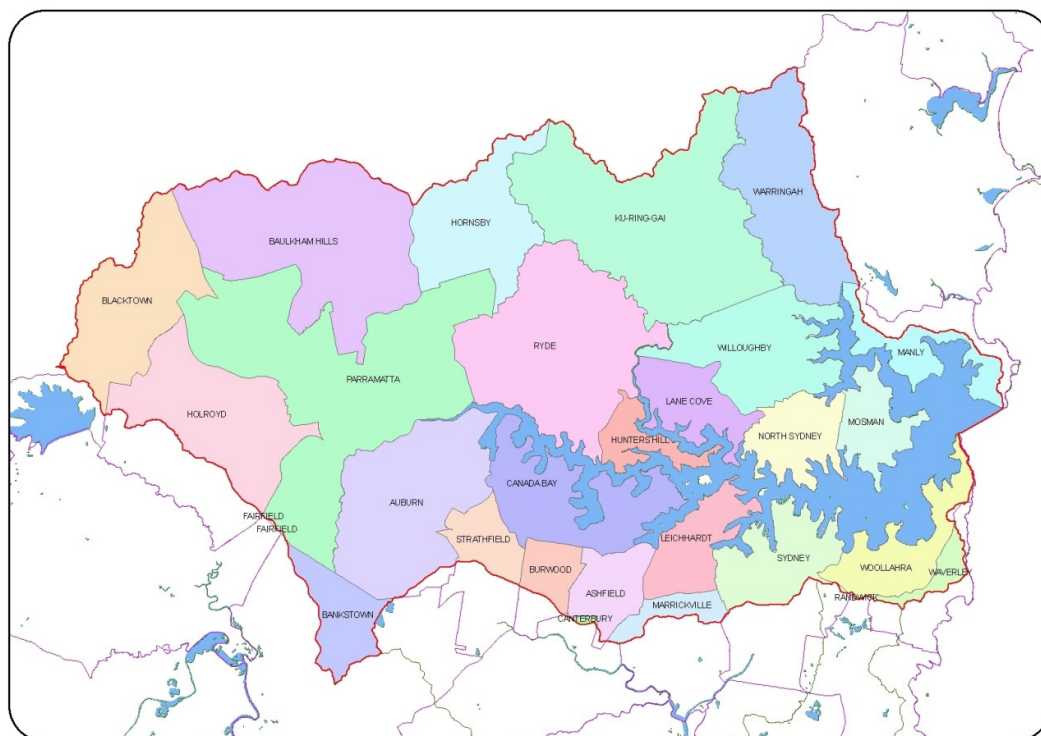 WARRINGAH
KU-RING-GAI
HORNSBY
BAULKHAM HILLS
BLACKTOWN
RYDE
WILLOUGHBY
MANLY
PARRAMATTA
LANE COVE
HOLROYD
MOSMAN
HUNTERS HILL
NORTH SYDNEY
CANADA BAY
AUBURN
FAIRFIELD
FAIRFIELD
STRATHFIELD
LEICHHARDT
SYDNEY
BURWOOD
WOOLLAHRA
WAVERLEY
ASHFIELD
RANDWICK
MARRICKVILLE
BANKSTOWN
CANTERBURY